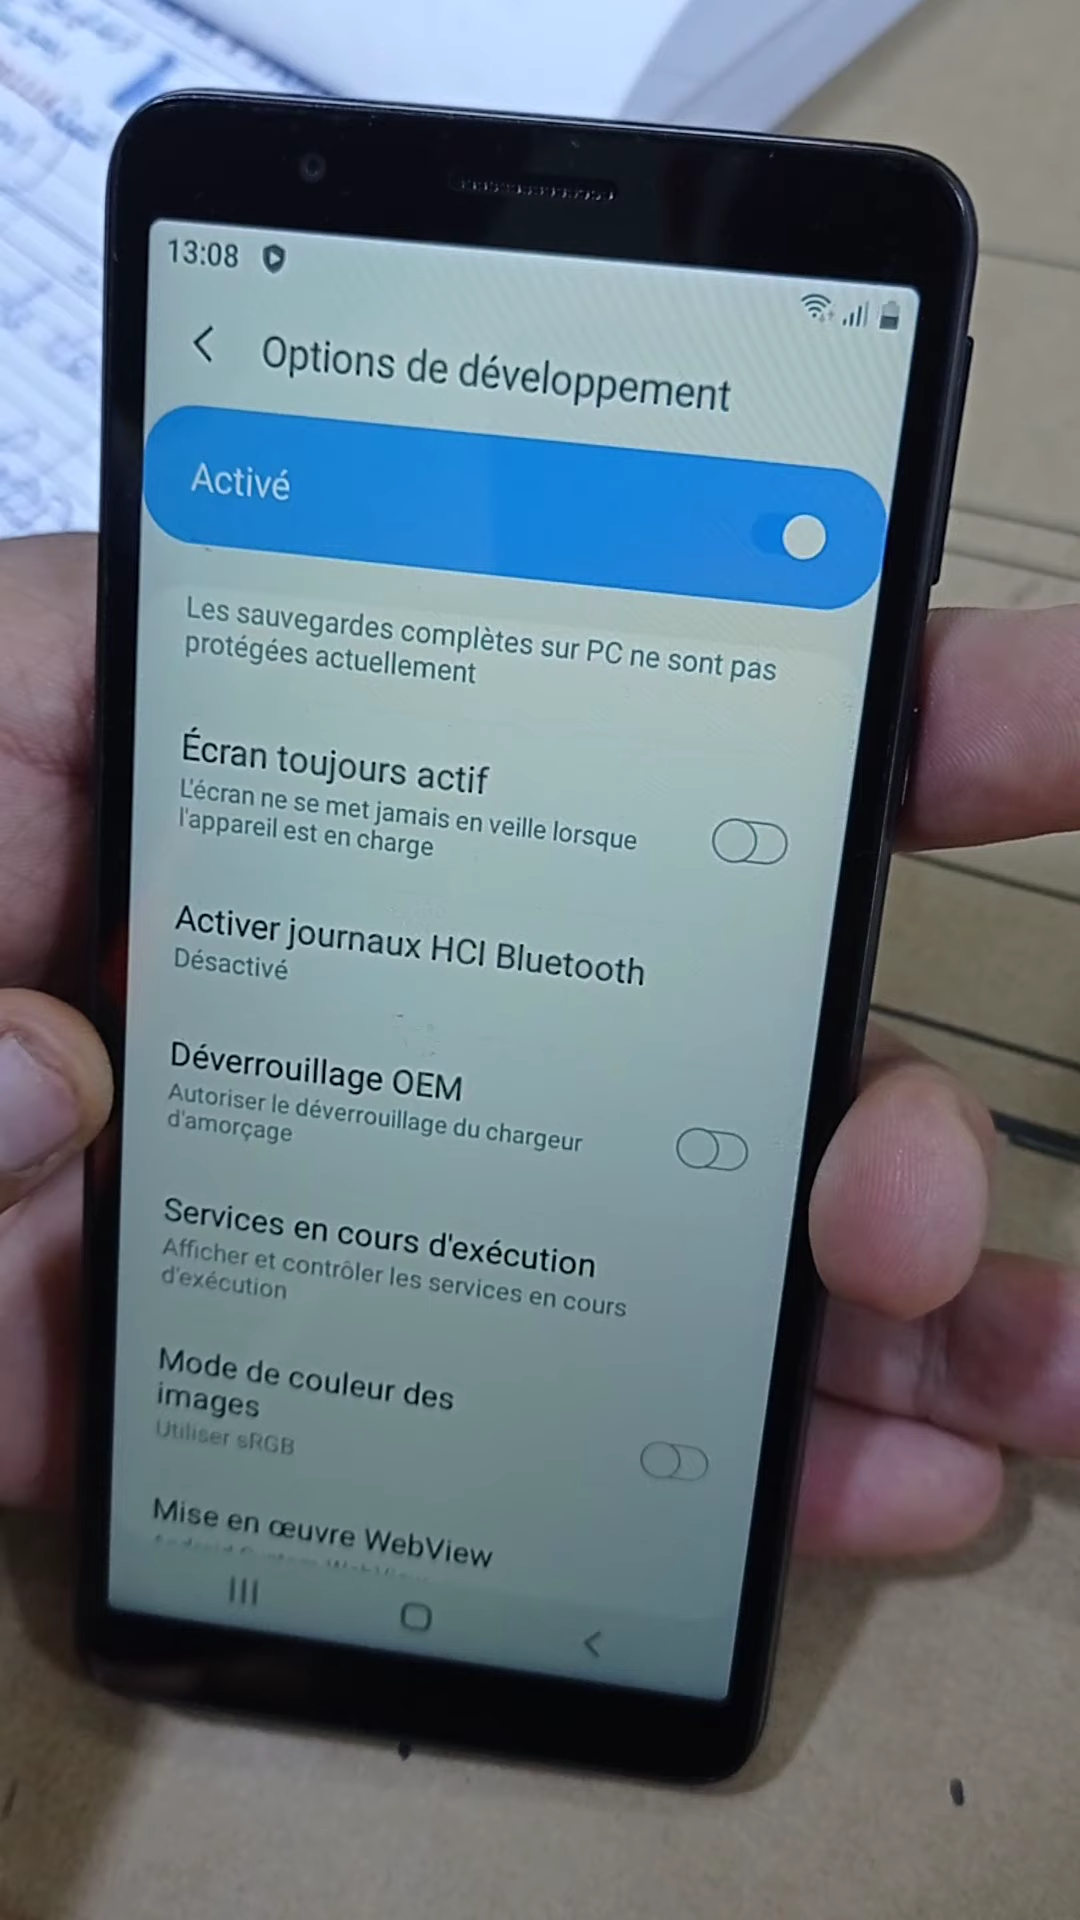 13:08
Options de développement
Activé
Les sauvegardes complètes sur PC ne sont pas
protégées actuellement
Écran toujours actif
L'écran ne se met jamais en veille lorsque
l'appareil est en charge
Activer journaux HCI Bluetooth
Désactivé
Déverrouillage OEM
Autoriser le déverrouillage du chargeur
d'amorçage
Services en cours d'exécution
Afficher et contrôler les services en cours
d'exécution
Mode de couleur des
images
Utiliser sRGB
Mise en œuvre WebView